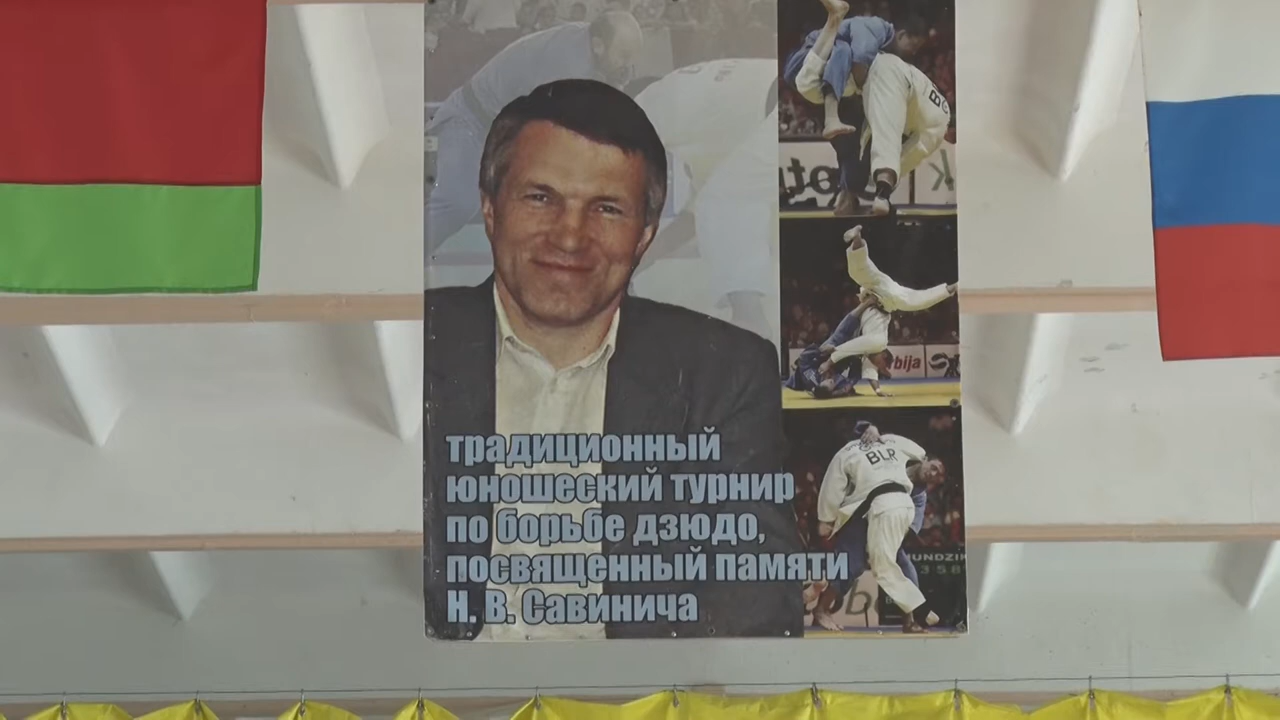 традиционный
юношеский турнир
по борьбе дзюдо,
посвященный памяти
Н. В. Савинича
BLR